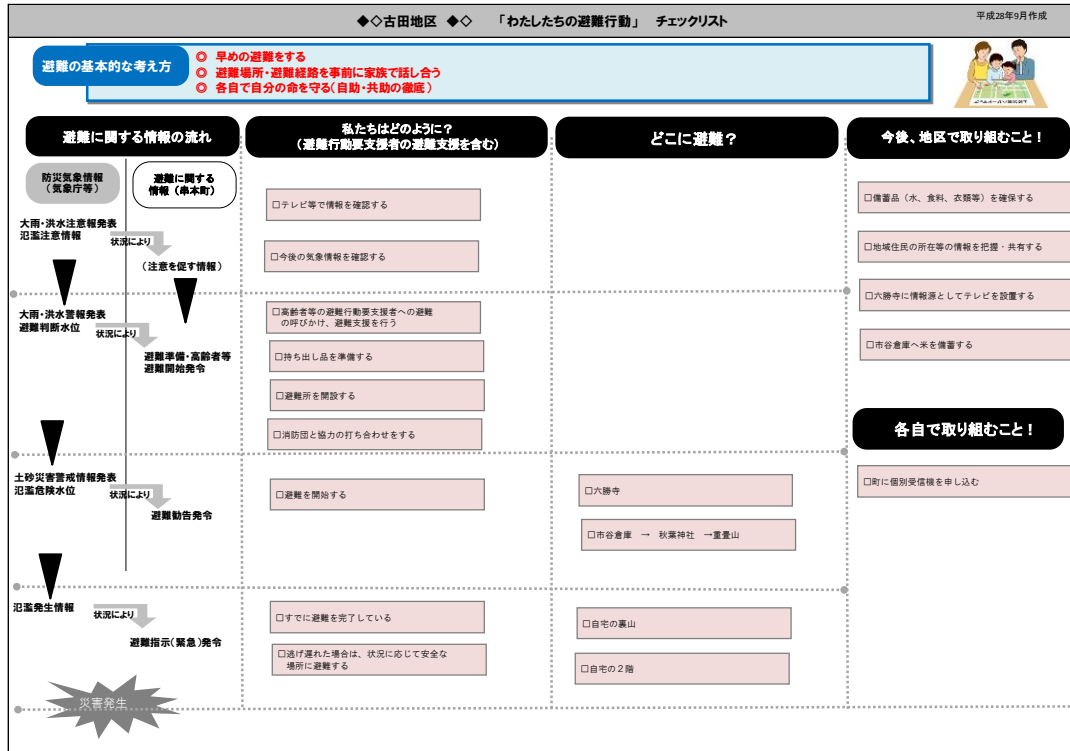 ◆◇古田地区 ◆◇ 「わたしたちの避難行動」 チェックリスト
平成28年9月作成
避難の基本的な考え方
◎ 早めの避難をする
◎ 避難場所・避難経路を事前に家族で話し合う
◎ 各自で自分の命を守る(自助・共助の徹底)
避難に関する情報の流れ
私たちはどのように?
(避難行動要支援者の避難支援を含む)
どこに避難?
今後、地区で取り組むこと!
防災気象情報
(気象庁等)
避難に関する
情報(串本町)
大雨・洪水注意報発表
氾濫注意情報
状況により
(注意を促す情報)
□テレビ等で情報を確認する
□今後の気象情報を確認する
大雨・洪水警報発表
避難判断水位
状況により
避難準備・高齢者等
避難開始発令
□高齢者等の避難行動要支援者への避難
の呼びかけ、避難支援を行う
□持ち出し品を準備する
□避難所を開設する
□消防団と協力の打ち合わせをする
土砂災害警戒情報発表
氾濫危険水位
状況により
避難勧告発令
□避難を開始する
□六勝寺
□市谷倉庫 → 秋葉神社 →重畳山
氾濫発生情報
状況により
避難指示(緊急)発令
□すでに避難を完了している
□逃げ遅れた場合は、状況に応じて安全な
場所に避難する
□自宅の裏山
□自宅の2階
災害発生
□備蓄品(水、食料、衣類等)を確保する
□地域住民の所在等の情報を把握・共有する
□六勝寺に情報源としてテレビを設置する
□市谷倉庫へ米を備蓄する
各自で取り組むこと!
□町に個別受信機を申し込む